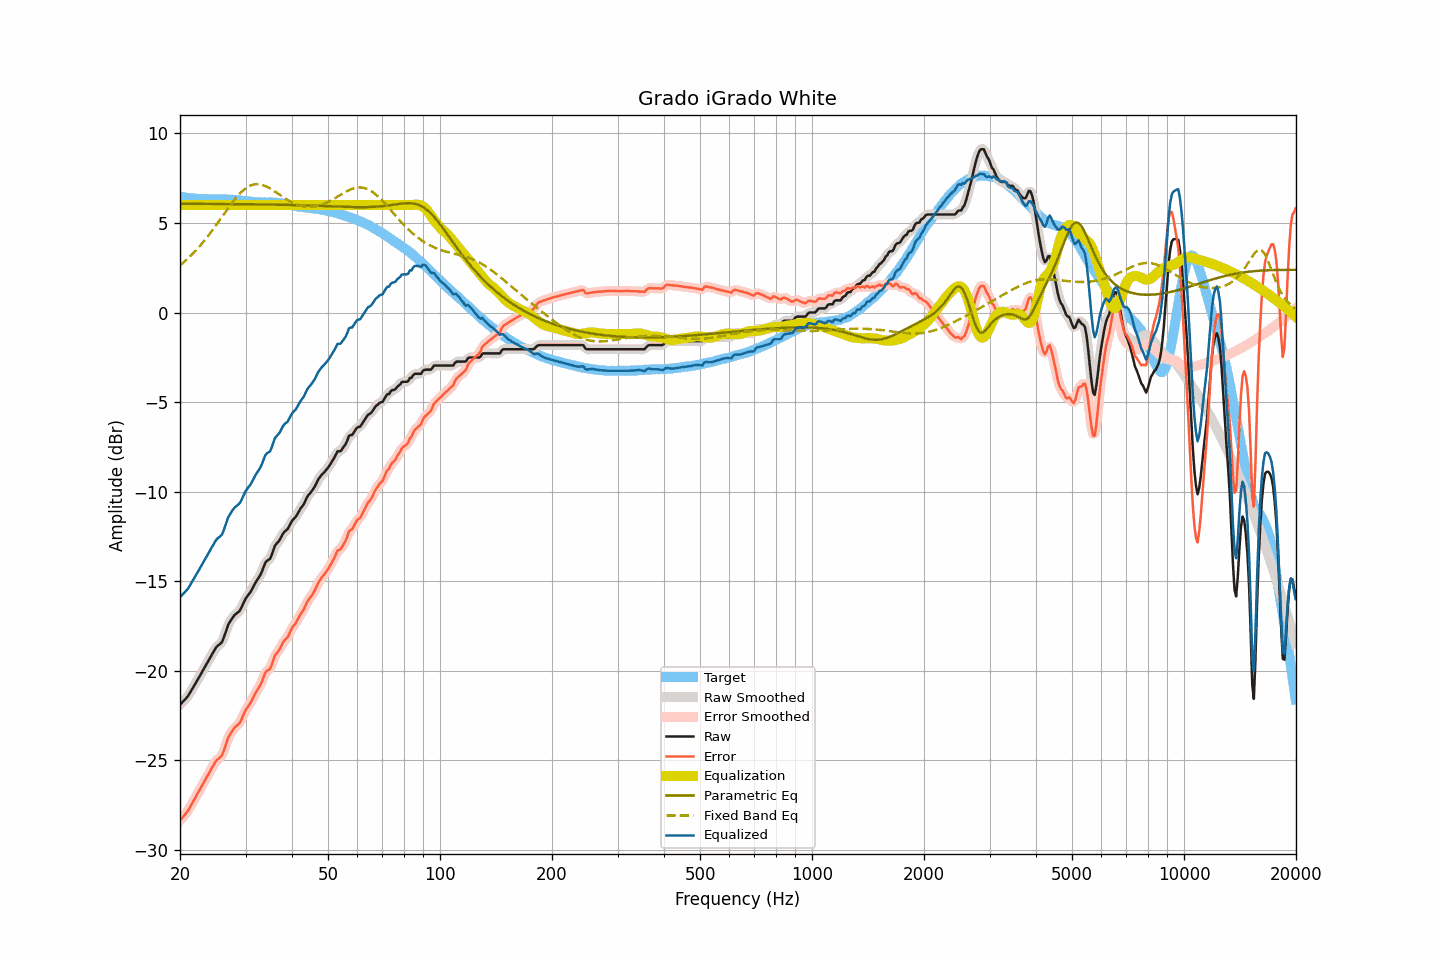 Grado iGrado White
10
5
0
−5
−10
−15
−20
−25
−30
Amplitude (dBr)
Target
Raw Smoothed
Error Smoothed
Raw
Error
Equalization
Parametric Eq
Fixed Band Eq
Equalized
20 50 100 200 500 1000 2000 5000 10000 20000
Frequency (Hz)